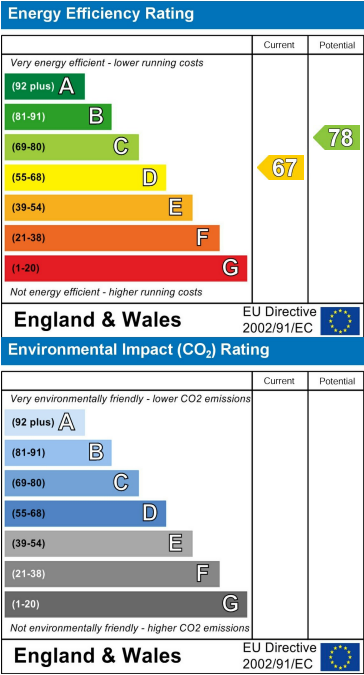 Energy Efficiency Rating
Current Potential
Very energy efficient - lower running costs
(92 plus) A
(81-91) B
(69-80) C
(55-68) D
(39-54) E
(21-38) F
(1-20) G
67
78
Not energy efficient - higher running costs
England & Wales
EU Directive
2002/91/EC
Environmental Impact (CO₂) Rating
Current Potential
Very environmentally friendly - lower CO2 emissions
(92 plus) A
(81-91) B
(69-80) C
(55-68) D
(39-54) E
(21-38) F
(1-20) G
Not environmentally friendly - higher CO2 emissions
England & Wales
EU Directive
2002/91/EC